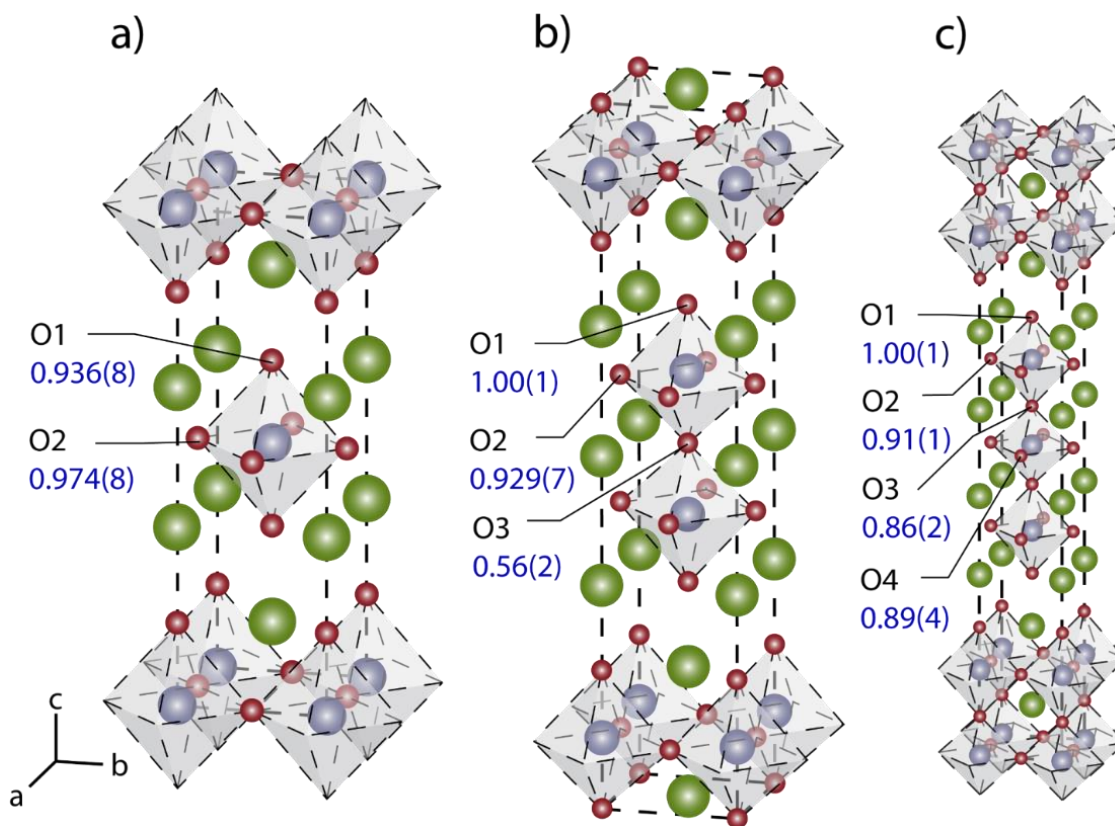 a)
O1
0.936(8)
O2
0.974(8)
c
b
a
b)
O1
1.00(1)
O2
0.929(7)
O3
0.56(2)
c)
O1
1.00(1)
O2
0.91(1)
O3
0.86(2)
O4
0.89(4)